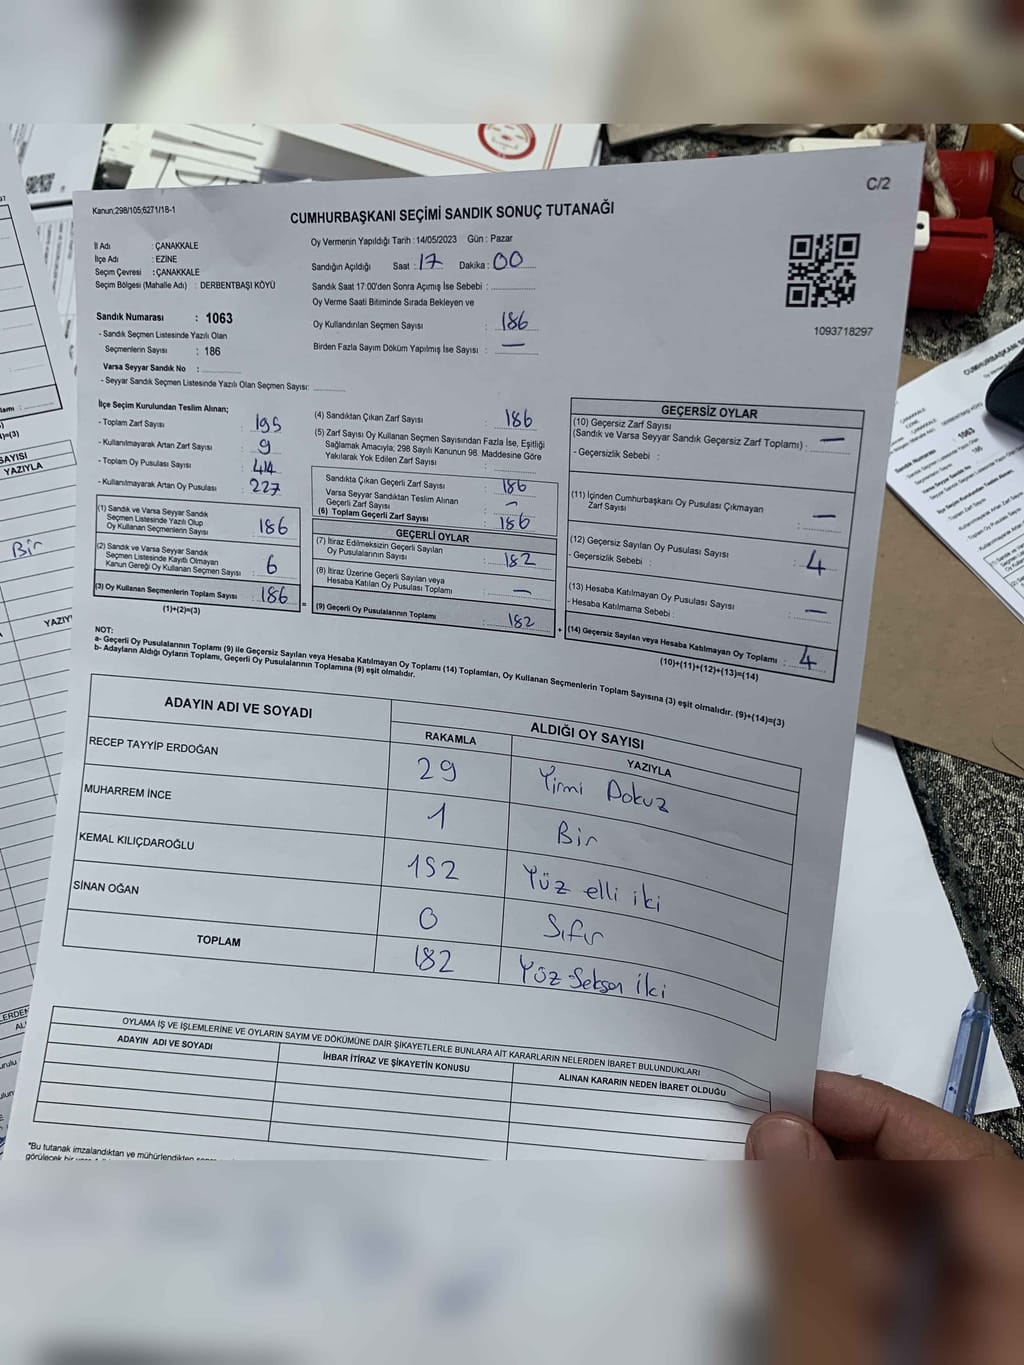 C/2
Kanun;298/105;6271/18-1
CUMHURBAŞKANI SEÇİMİ SANDIK SONUÇ TUTANAĞI
İl Adı : ÇANAKKALE
İlçe Adı : EZİNE
Seçim Çevresi : ÇANAKKALE
Seçim Bölgesi (Mahalle Adı) : DERBENTBAŞI KÖYÜ
Oy Vermenin Yapıldığı Tarih : 14/05/2023 Gün : Pazar
Sandığın Açıldığı Saat : 17 Dakika : 00
Sandık Saat 17:00'den Sonra Açımış İse Sebebi :
Oy Verme Saati Bitiminde Sırada Bekleyen ve
Oy Kullandırılan Seçmen Sayısı : 186
Birden Fazla Sayım Döküm Yapılmış İse Sayısı : —
1093718297
Sandık Numarası : 1063
- Sandık Seçmen Listesinde Yazılı Olan
Seçmenlerin Sayısı : 186
Varsa Seyyar Sandık No :
- Seyyar Sandık Seçmen Listesinde Yazılı Olan Seçmen Sayısı:
İlçe Seçim Kurulundan Teslim Alınan;
- Toplam Zarf Sayısı : 195
- Kullanılmayarak Artan Zarf Sayısı : 9
- Toplam Oy Pusulası Sayısı : 414
- Kullanılmayarak Artan Oy Pusulası : 227
(1) Sandık ve Varsa Seyyar Sandık
Seçmen Listesinde Yazılı Olup
Oy Kullanan Seçmenlerin Sayısı : 186
(2) Sandık ve Varsa Seyyar Sandık
Seçmen Listesinde Kayıtlı Olmayan
Kanun Gereği Oy Kullanan Seçmen Sayısı : 6
(3) Oy Kullanan Seçmenlerin Toplam Sayısı : 186
(1)+(2)=(3)
(4) Sandıktan Çıkan Zarf Sayısı : 186
(5) Zarf Sayısı Oy Kullanan Seçmen Sayısından Fazla İse, Eşitliği
Sağlamak Amacıyla; 298 Sayılı Kanunun 98. Maddesine Göre
Yakılarak Yok Edilen Zarf Sayısı :
Sandıkta Çıkan Geçerli Zarf Sayısı : 186
Varsa Seyyar Sandıktan Teslim Alınan
Geçerli Zarf Sayısı : —
(6) Toplam Geçerli Zarf Sayısı : 186
GEÇERLİ OYLAR
(7) İtiraz Edilmeksizin Geçerli Sayılan
Oy Pusulalarının Sayısı : 182
(8) İtiraz Üzerine Geçerli Sayılan veya
Hesaba Katılan Oy Pusulası Toplamı : —
(9) Geçerli Oy Pusulalarının Toplamı : 182
GEÇERSİZ OYLAR
(10) Geçersiz Zarf Sayısı
(Sandık ve Varsa Seyyar Sandık Geçersiz Zarf Toplamı) : —
- Geçersizlik Sebebi :
(11) İçinden Cumhurbaşkanı Oy Pusulası Çıkmayan
Zarf Sayısı : —
(12) Geçersiz Sayılan Oy Pusulası Sayısı : 4
- Geçersizlik Sebebi :
(13) Hesaba Katılmayan Oy Pusulası Sayısı : —
- Hesaba Katılmama Sebebi :
(14) Geçersiz Sayılan veya Hesaba Katılmayan Oy Toplamı : 4
(10)+(11)+(12)+(13)=(14)
NOT:
a- Geçerli Oy Pusulalarının Toplamı (9) ile Geçersiz Sayılan veya Hesaba Katılmayan Oy Toplamı (14) Toplamları, Oy Kullanan Seçmenlerin Toplam Sayısına (3) eşit olmalıdır. (9)+(14)=(3)
b- Adayların Aldığı Oyların Toplamı, Geçerli Oy Pusulalarının Toplamına (9) eşit olmalıdır.
ADAYIN ADI VE SOYADI
ALDIĞI OY SAYISI
RAKAMLA YAZIYLA
RECEP TAYYİP ERDOĞAN 29 Yirmi Dokuz
MUHARREM İNCE 1 Bir
KEMAL KILIÇDAROĞLU 152 Yüz elli iki
SİNAN OĞAN 0 Sıfır
TOPLAM 182 Yüz Seksen İki
OYLAMA İŞ VE İŞLEMLERİNE VE OYLARIN SAYIM VE DÖKÜMÜNE DAİR ŞİKAYETLERLE BUNLARA AİT KARARLARIN NELERDEN İBARET BULUNDUKLARI
ADAYIN ADI VE SOYADI
İHBAR İTİRAZ VE ŞİKAYETİN KONUSU
ALINAN KARARIN NEDEN İBARET OLDUĞU
*Bu tutanak imzalandıktan ve mühürlendikten